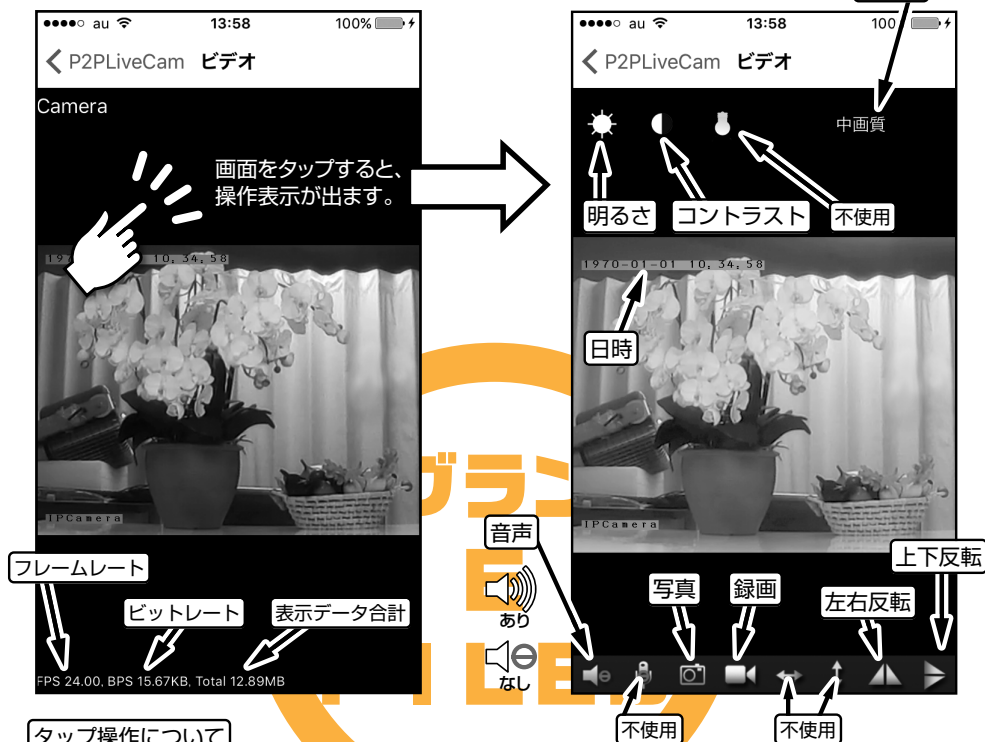 au 13:58 100%
P2PLiveCam ビデオ
Camera
画面をタップすると、
操作表示が出ます。
10, 34, 58
IPCamera
フレームレート
ビットレート
表示データ合計
FPS 24.00, BPS 15.67KB, Total 12.89MB
タップ操作について
au 13:58 100
P2PLiveCam ビデオ
中画質
明るさ
コントラスト
不使用
1970-01-01 10, 34, 58
日時
IPCamera
音声
あり
なし
写真
録画
左右反転
上下反転
不使用
不使用